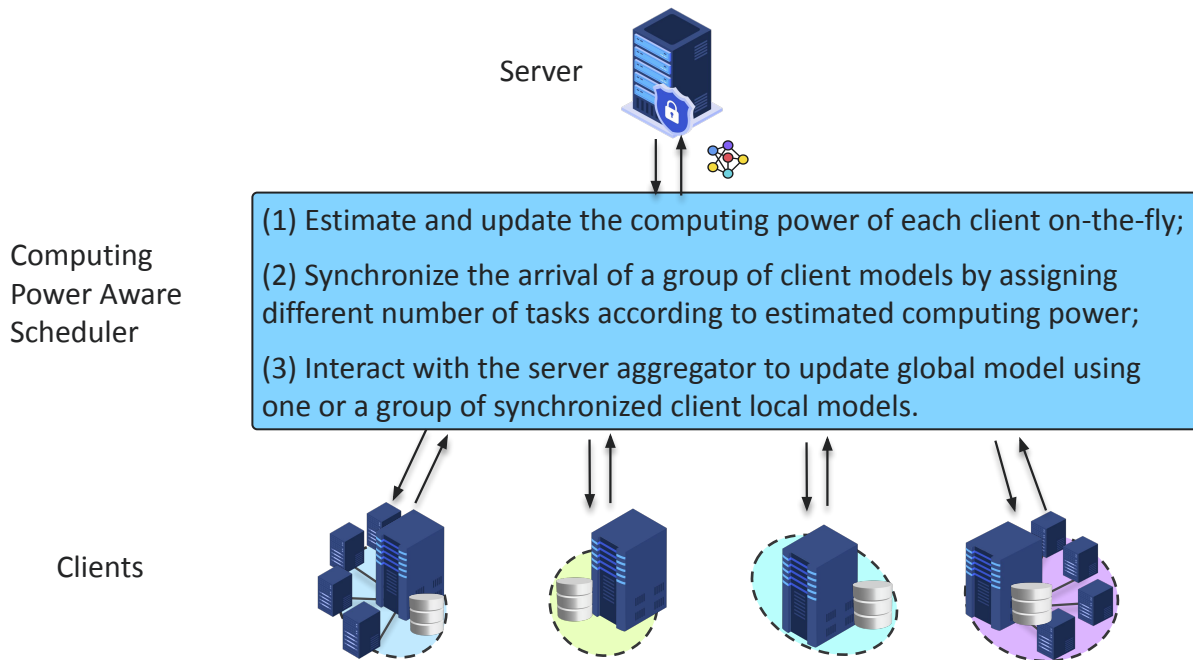 Server
(1) Estimate and update the computing power of each client on-the-fly;
(2) Synchronize the arrival of a group of client models by assigning
different number of tasks according to estimated computing power;
(3) Interact with the server aggregator to update global model using
one or a group of synchronized client local models.
Computing
Power Aware
Scheduler
Clients